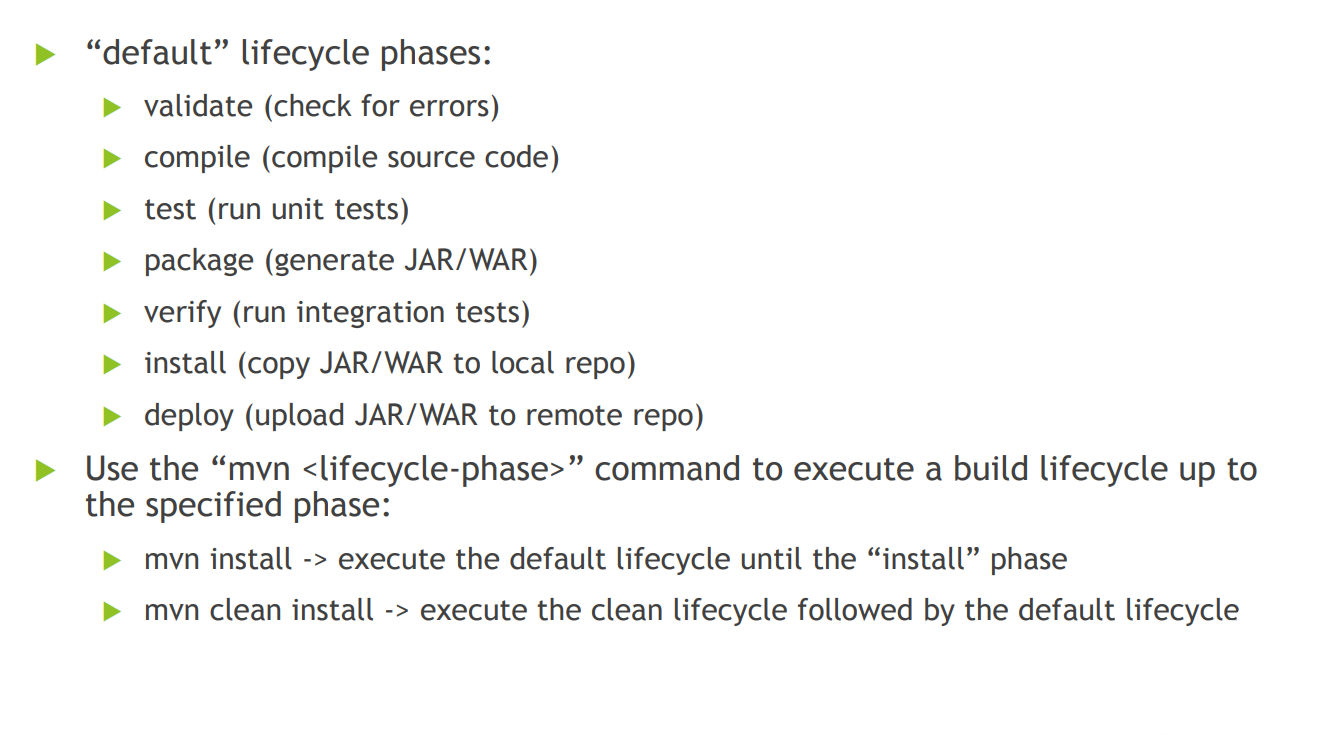 “default” lifecycle phases:
validate (check for errors)
compile (compile source code)
test (run unit tests)
package (generate JAR/WAR)
verify (run integration tests)
install (copy JAR/WAR to local repo)
deploy (upload JAR/WAR to remote repo)
Use the “mvn <lifecycle-phase>” command to execute a build lifecycle up to
the specified phase:
mvn install -> execute the default lifecycle until the “install” phase
mvn clean install -> execute the clean lifecycle followed by the default lifecycle